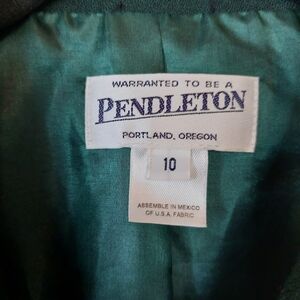 WARRANTED TO BE A
PENDLETON
PORTLAND, OREGON
10
ASSEMBLE IN MEXICO
OF U.S.A. FABRIC